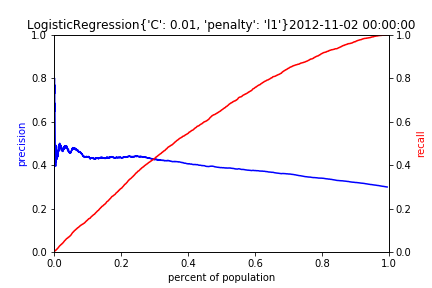 LogisticRegression{'C': 0.01, 'penalty': 'l1'}2012-11-02 00:00:00
1.0
0.8
0.6
0.4
0.2
0.0
precision
1.0
0.8
0.6
0.4
0.2
0.0
recall
0.0 0.2 0.4 0.6 0.8 1.0
percent of population